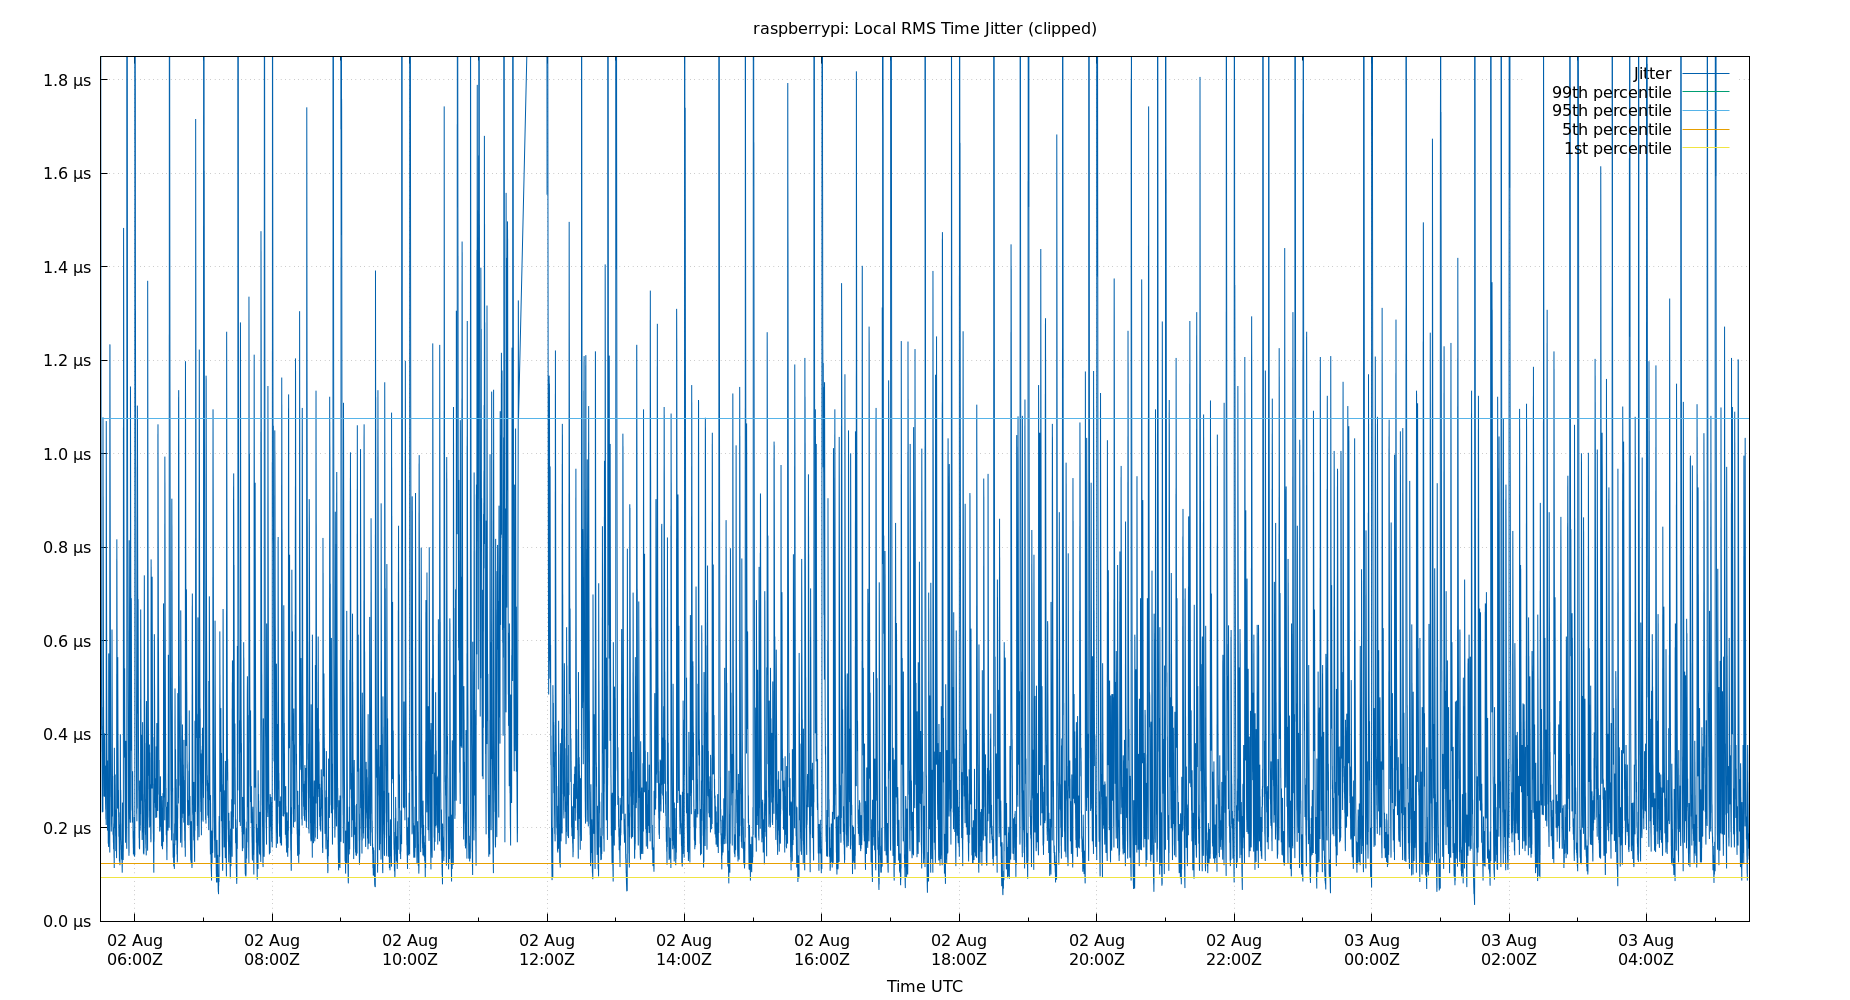 raspberrypi: Local RMS Time Jitter (clipped)
1.8 µs
1.6 µs
1.4 µs
1.2 µs
1.0 µs
0.8 µs
0.6 µs
0.4 µs
0.2 µs
0.0 µs
Jitter
99th percentile
95th percentile
5th percentile
1st percentile
02 Aug 02 Aug 02 Aug 02 Aug 02 Aug 02 Aug 02 Aug 02 Aug 02 Aug 03 Aug 03 Aug 03 Aug
06:00Z 08:00Z 10:00Z 12:00Z 14:00Z 16:00Z 18:00Z 20:00Z 22:00Z 00:00Z 02:00Z 04:00Z
Time UTC